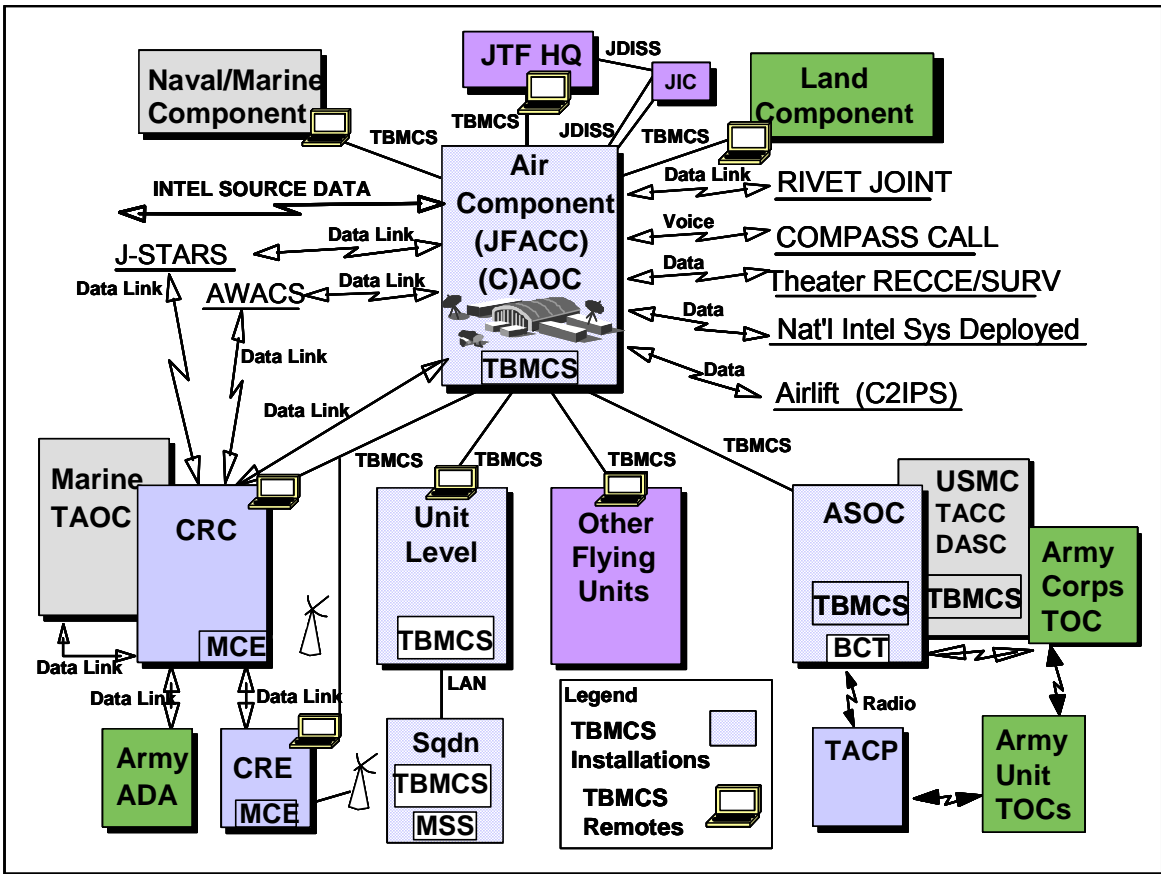 JTF HQ
JDISS
JIC
Naval/Marine
Component
Land
Component
TBMCS
TBMCS
JDISS
TBMCS
Air
Component
(JFACC)
(C)AOC
TBMCS
INTEL SOURCE DATA
Data Link
RIVET JOINT
Voice
COMPASS CALL
Data
Theater RECCE/SURV
Data
Nat'l Intel Sys Deployed
Data
Airlift (C2IPS)
J-STARS
Data Link
Data Link
AWACS
Data Link
Data Link
Data Link
TBMCS
TBMCS
TBMCS
TBMCS
Marine
TAOC
CRC
MCE
Data Link
Data Link
Data Link
Army
ADA
CRE
MCE
Unit
Level
TBMCS
LAN
Sqdn
TBMCS
MSS
Other
Flying
Units
Legend
TBMCS
Installations
TBMCS
Remotes
ASOC
TBMCS
BCT
USMC
TACC
DASC
TBMCS
Army
Corps
TOC
Radio
TACP
Army
Unit
TOCs